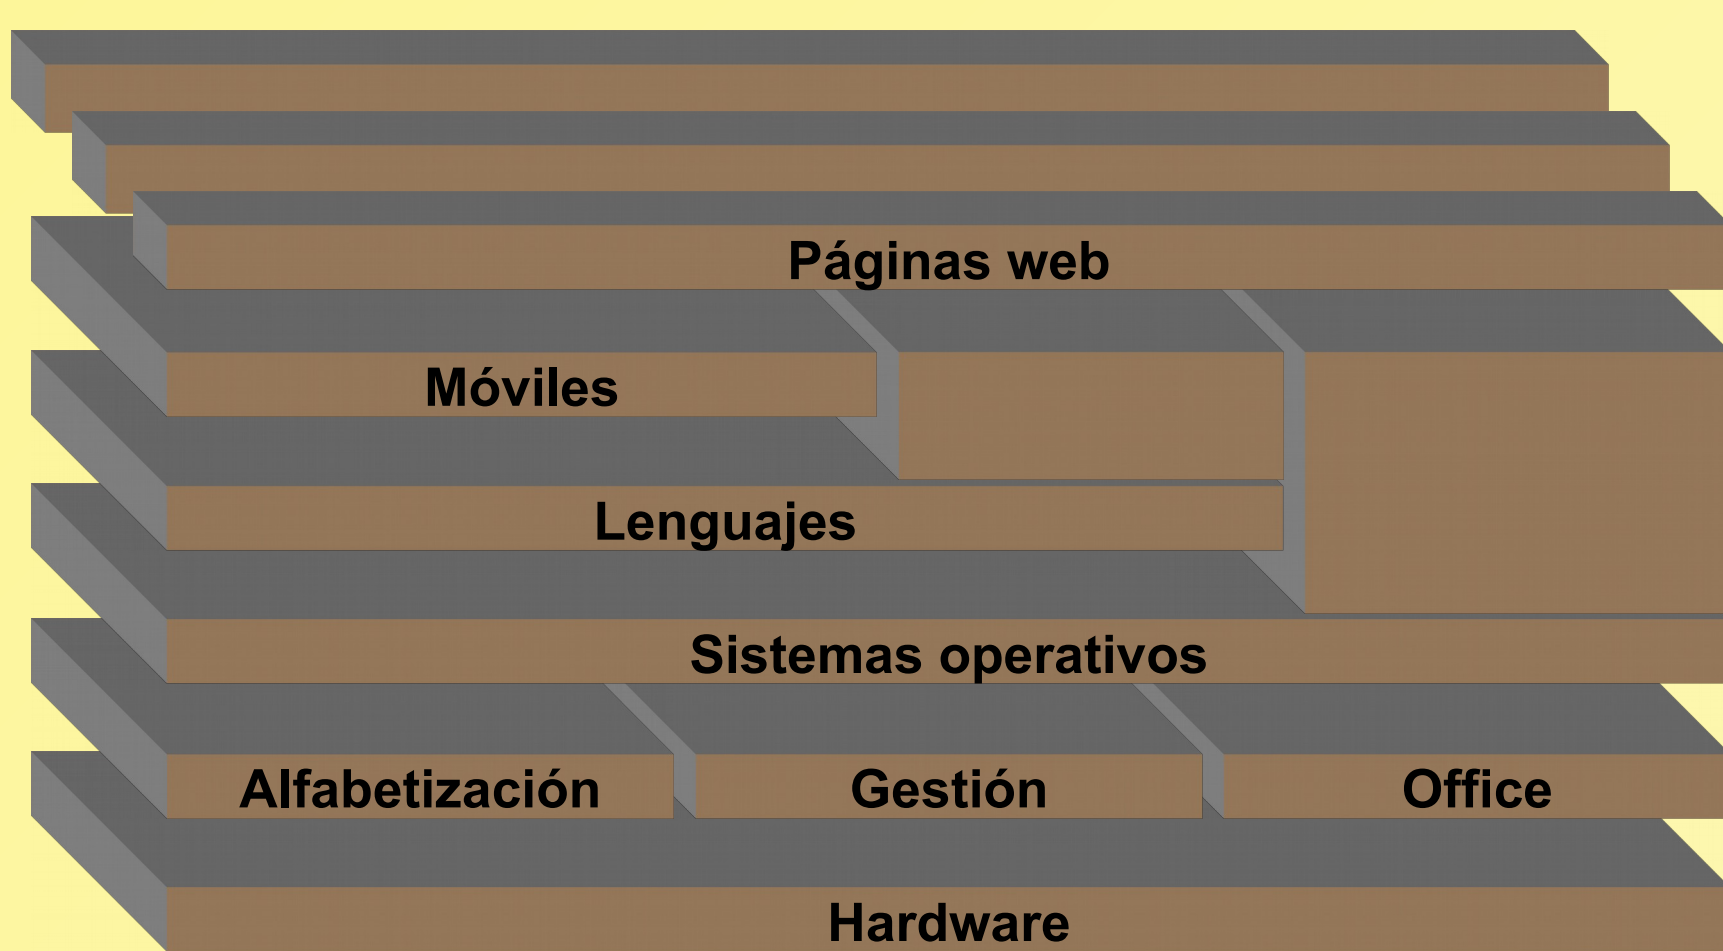 Páginas web
Móviles
Lenguajes
Sistemas operativos
Alfabetización
Gestión
Office
Hardware